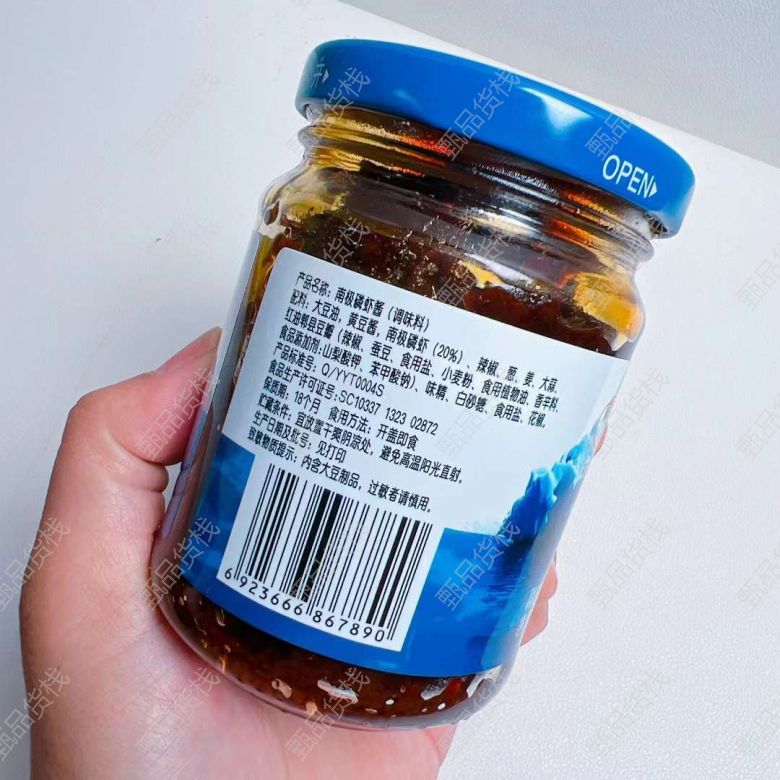 开
OPEN
产品名称：南极磷虾酱（调味料）
配料：大豆油，黄豆酱，南极磷虾（20%）、辣椒、葱、姜、大蒜、
红油郫县豆瓣（辣椒、蚕豆、食用盐、小麦粉、食用植物油、香辛料、
食品添加剂:山梨酸钾、苯甲酸钠）、味精、白砂糖、食用盐、花椒。
产品标准号：Q/YYT0004S
食品生产许可证号:SC10337 1323 02872
保质期：18个月 食用方法：开盖即食
贮藏条件：宜放置干爽阴凉处，避免高温阳光直射。
生产日期及批号：见打印
致敏物质提示：内含大豆制品，过敏者请慎用。
6 923666 867890
甄品货栈